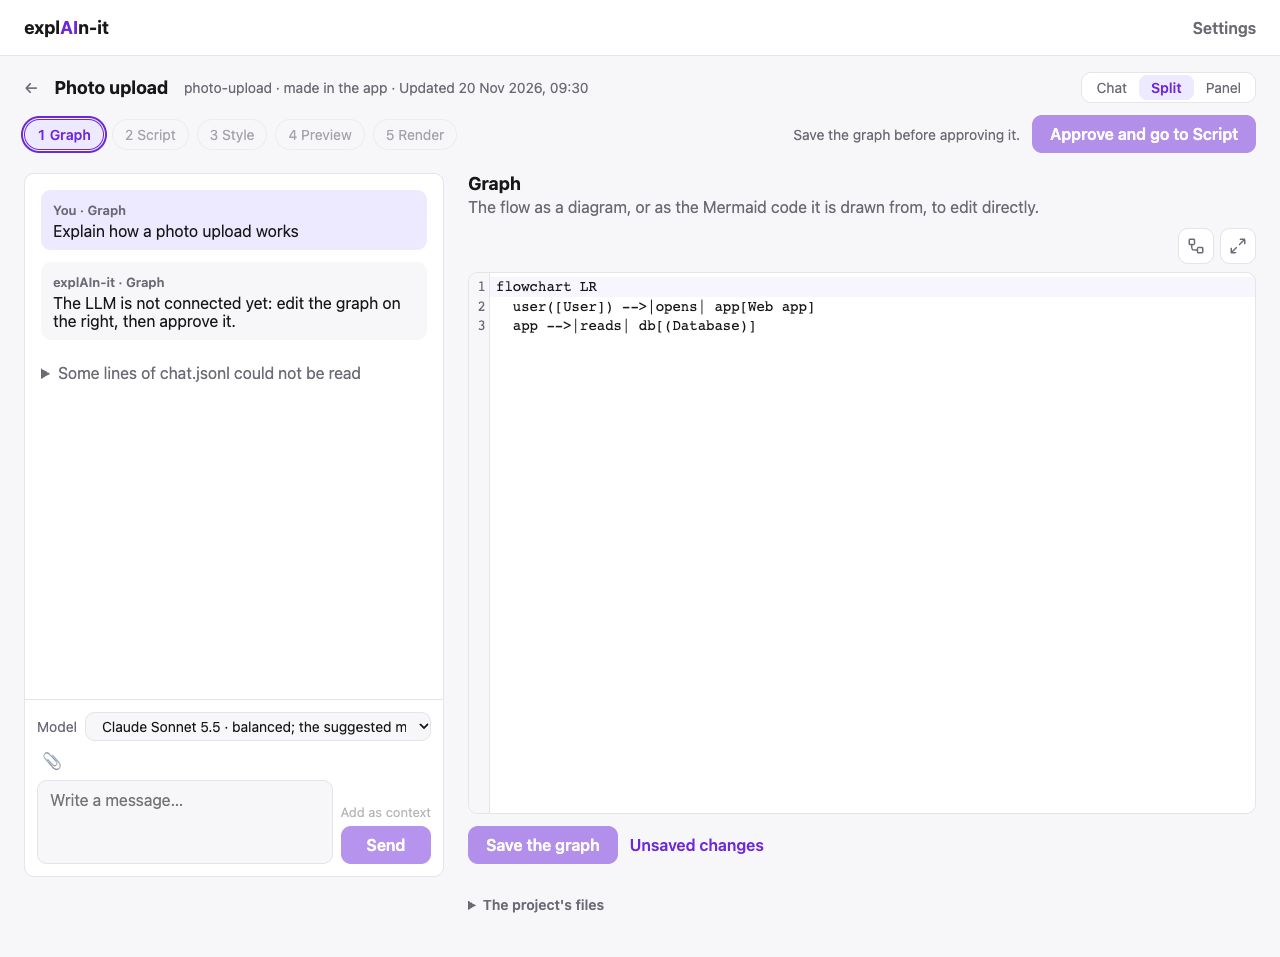 explAIn-it
Settings
← Photo upload photo-upload · made in the app · Updated 20 Nov 2026, 09:30
Chat Split Panel
1 Graph 2 Script 3 Style 4 Preview 5 Render
Save the graph before approving it. Approve and go to Script
You · Graph
Explain how a photo upload works
explAIn-it · Graph
The LLM is not connected yet: edit the graph on
the right, then approve it.
Some lines of chat.jsonl could not be read
Model Claude Sonnet 5.5 · balanced; the suggested m
Write a message...
Add as context
Send
Graph
The flow as a diagram, or as the Mermaid code it is drawn from, to edit directly.
1 flowchart LR
2 user([User]) -->|opens| app[Web app]
3 app -->|reads| db[(Database)]
Save the graph Unsaved changes
The project's files